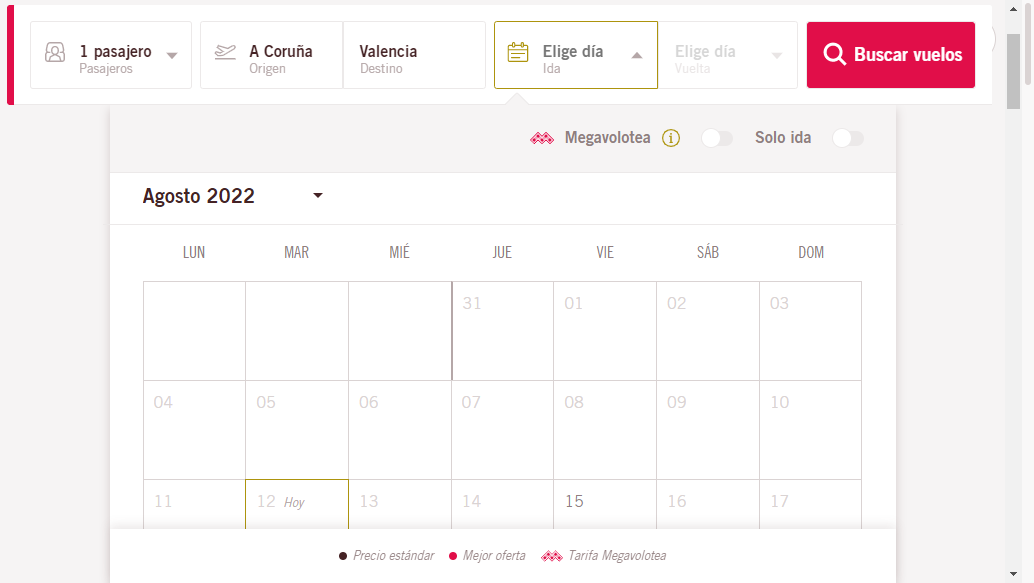 1 pasajero
Pasajeros
A Coruña
Origen
Valencia
Destino
Elige día
Ida
Elige día
Vuelta
Buscar vuelos
Megavolotea
Solo ida
Agosto 2022
LUN MAR MIÉ JUE VIE SÁB DOM
31 01 02 03
04 05 06 07 08 09 10
11 12 Hoy 13 14 15 16 17
Precio estándar Mejor oferta Tarifa Megavolotea